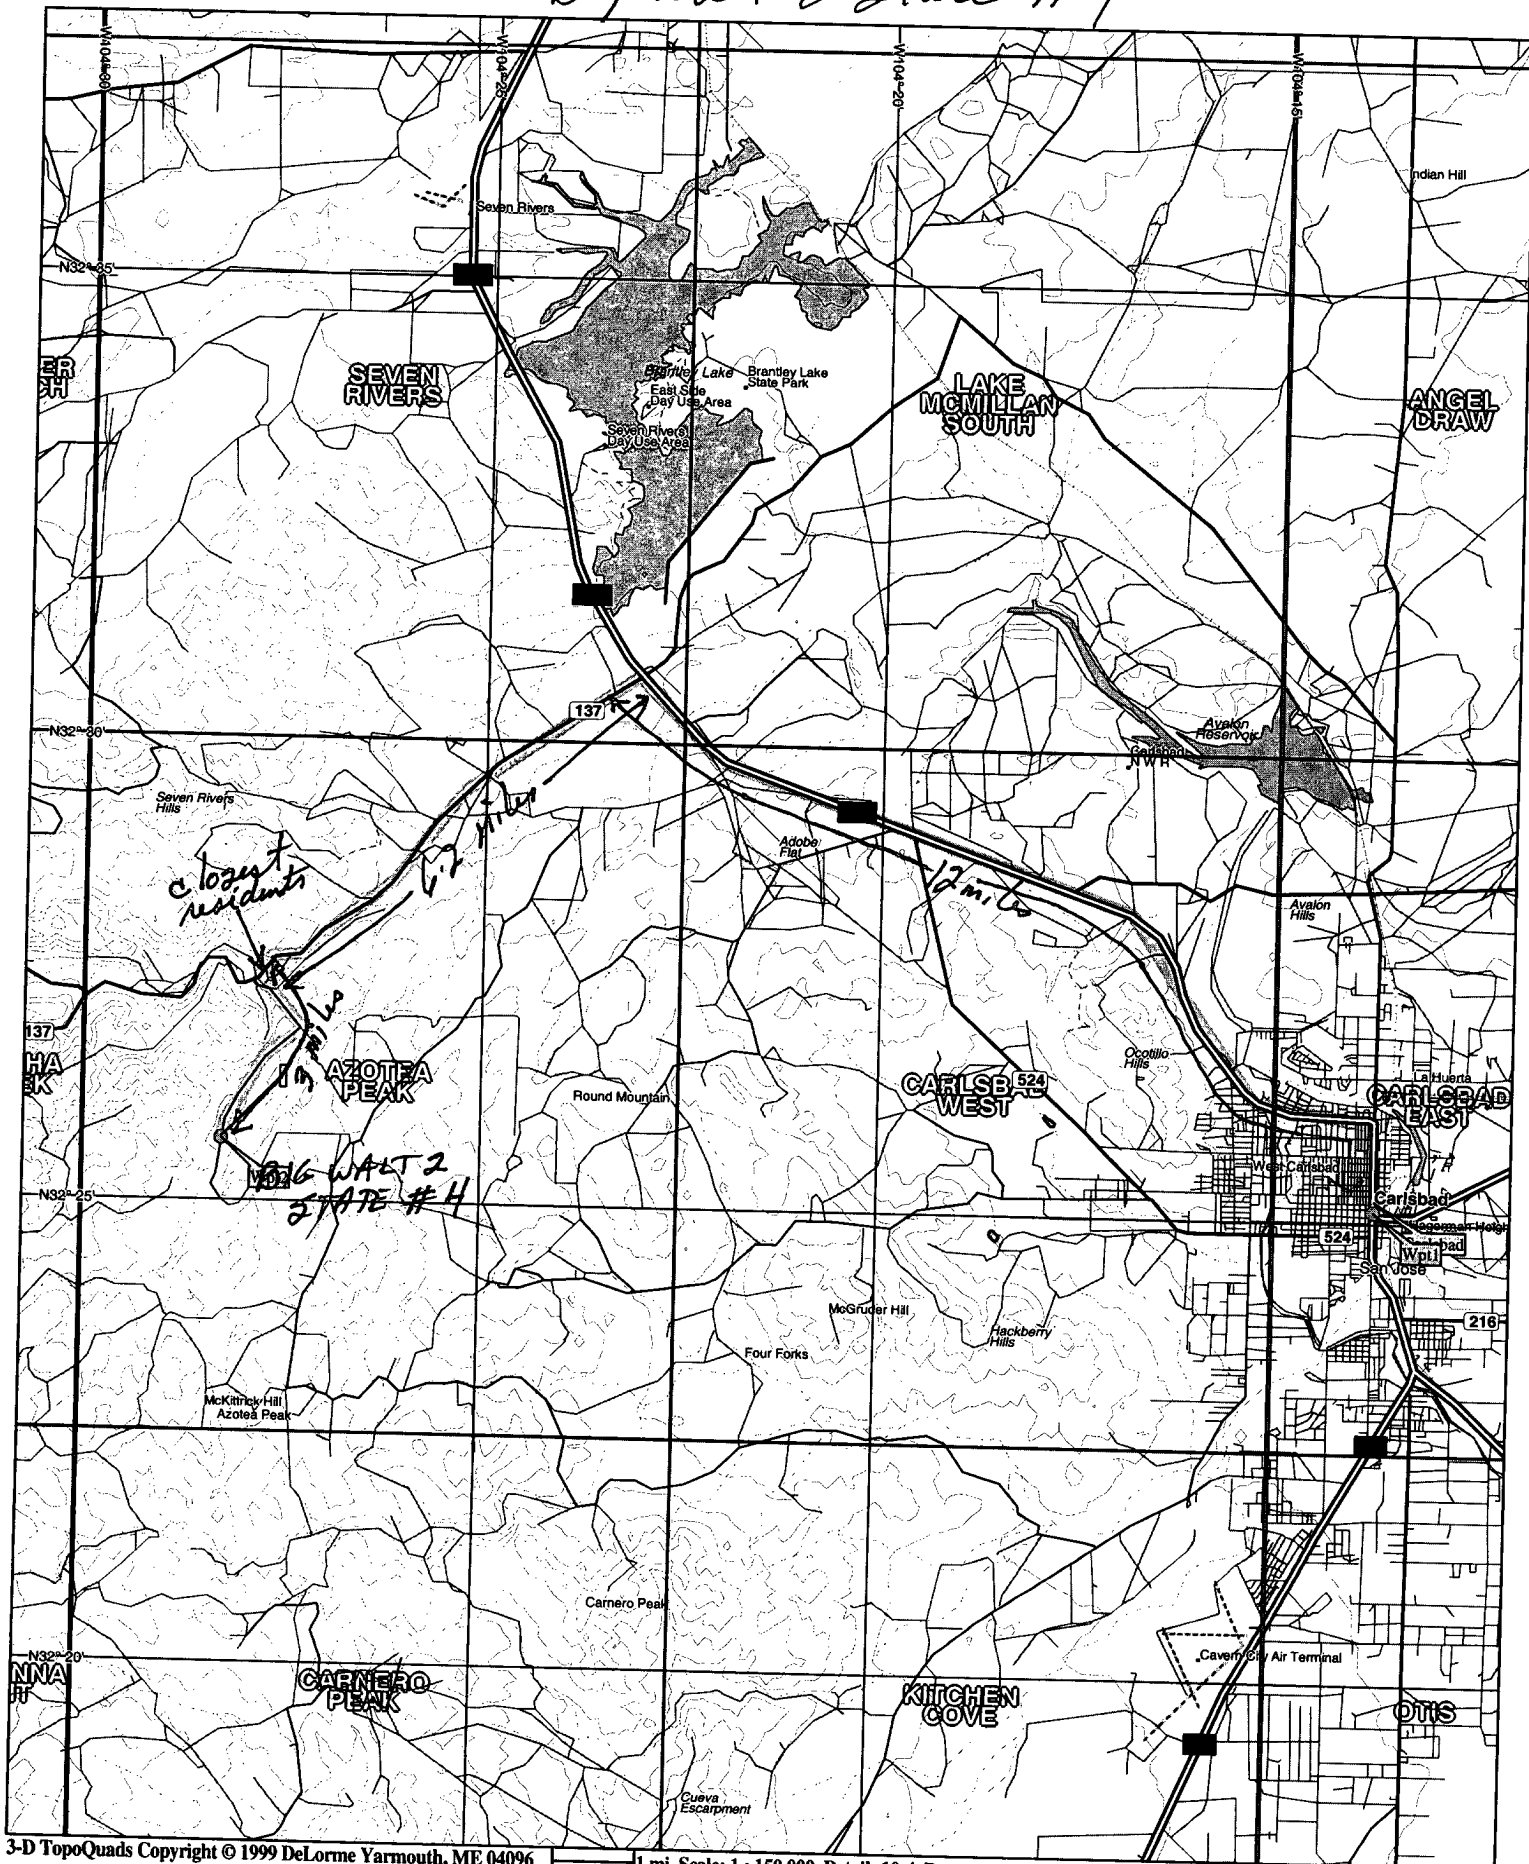 W104°30'
W104°25'
W104°20'
W104°15'
Indian Hill
Seven Rivers
N32°35'
SEVEN
RIVERS
Brantley Lake
Brantley Lake
State Park
East Side
Day Use Area
Seven Rivers
Day Use Area
LAKE
MCMILLAN
SOUTH
ANGEL
DRAW
137
N32°30'
Avalon
Reservoir
Carlsbad
N W R
Seven Rivers
Hills
Adobe
Flat
6.2 miles
closest
residents
12 miles
Avalon
Hills
3 miles
137
AZOTEA
PEAK
Round Mountain
Ocotillo
Hills
CARLSBAD
WEST
524
La Huerta
CARLSBAD
EAST
BIG WALT 2
STATE # 4
N32°25'
West Carlsbad
Carlsbad
524
Wpt1
San Jose
216
McGruder Hill
Hackberry
Hills
Four Forks
McKittrick Hill
Azotea Peak
Carnero Peak
N32°20'
CARNERO
PEAK
Cavern City Air Terminal
KITCHEN
COVE
OTIS
Cueva
Escarpment
3-D TopoQuads Copyright © 1999 DeLorme Yarmouth, ME 04096